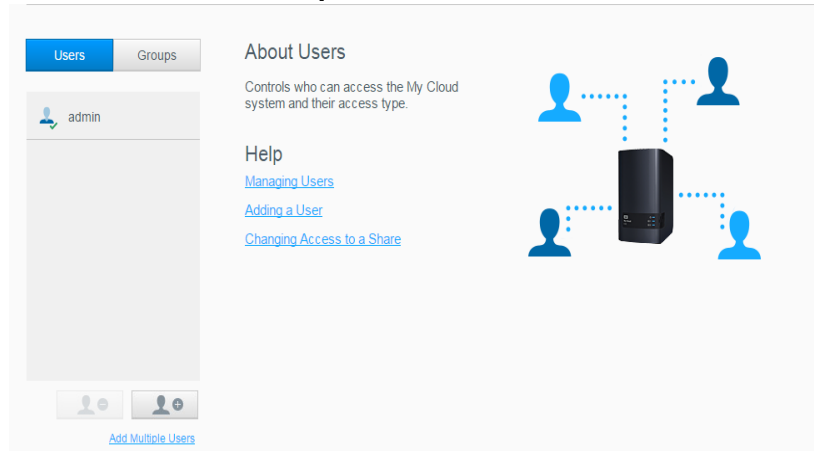 Users
Groups
admin
Add Multiple Users
About Users
Controls who can access the My Cloud
system and their access type.
Help
Managing Users
Adding a User
Changing Access to a Share